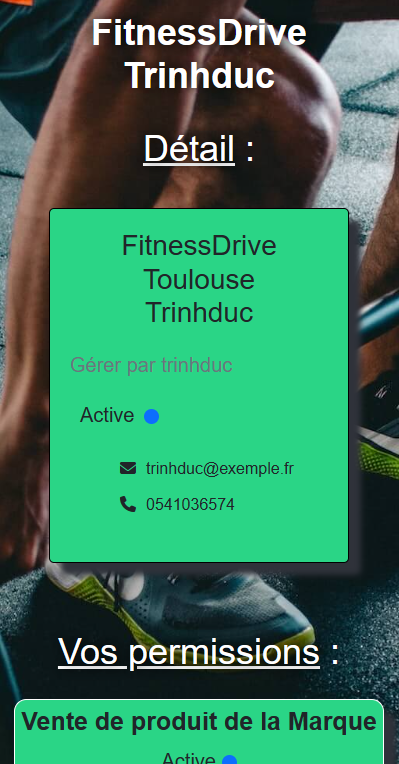 FitnessDrive
Trinhduc
Détail :
FitnessDrive
Toulouse
Trinhduc
Gérer par trinhduc
Active
trinhduc@exemple.fr
0541036574
Vos permissions :
Vente de produit de la Marque
Active